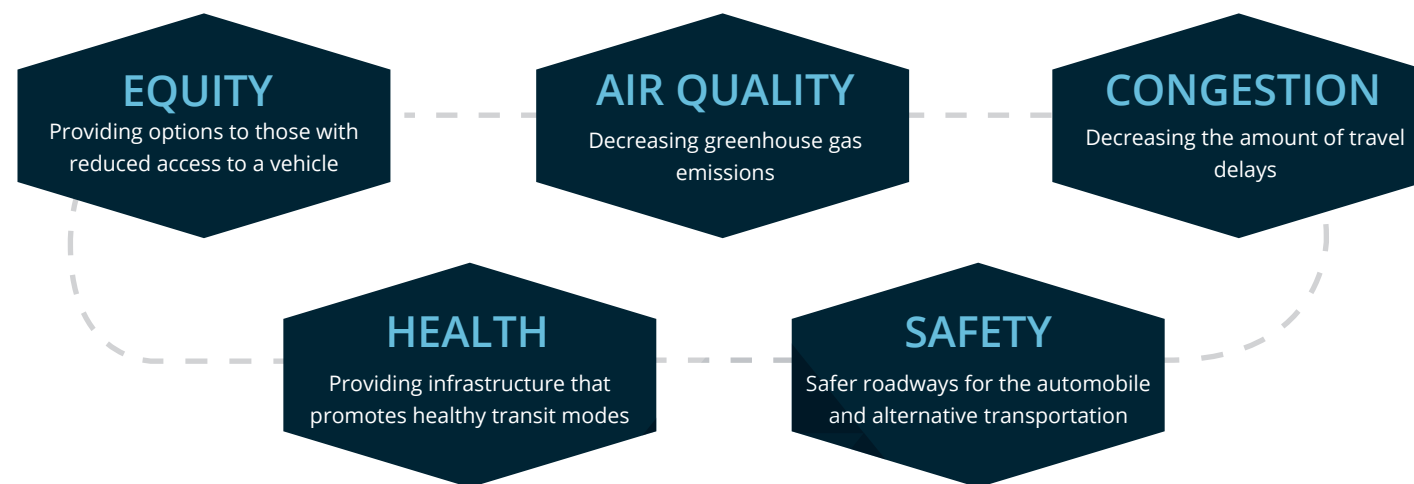 EQUITY
Providing options to those with
reduced access to a vehicle
AIR QUALITY
Decreasing greenhouse gas
emissions
CONGESTION
Decreasing the amount of travel
delays
HEALTH
Providing infrastructure that
promotes healthy transit modes
SAFETY
Safer roadways for the automobile
and alternative transportation